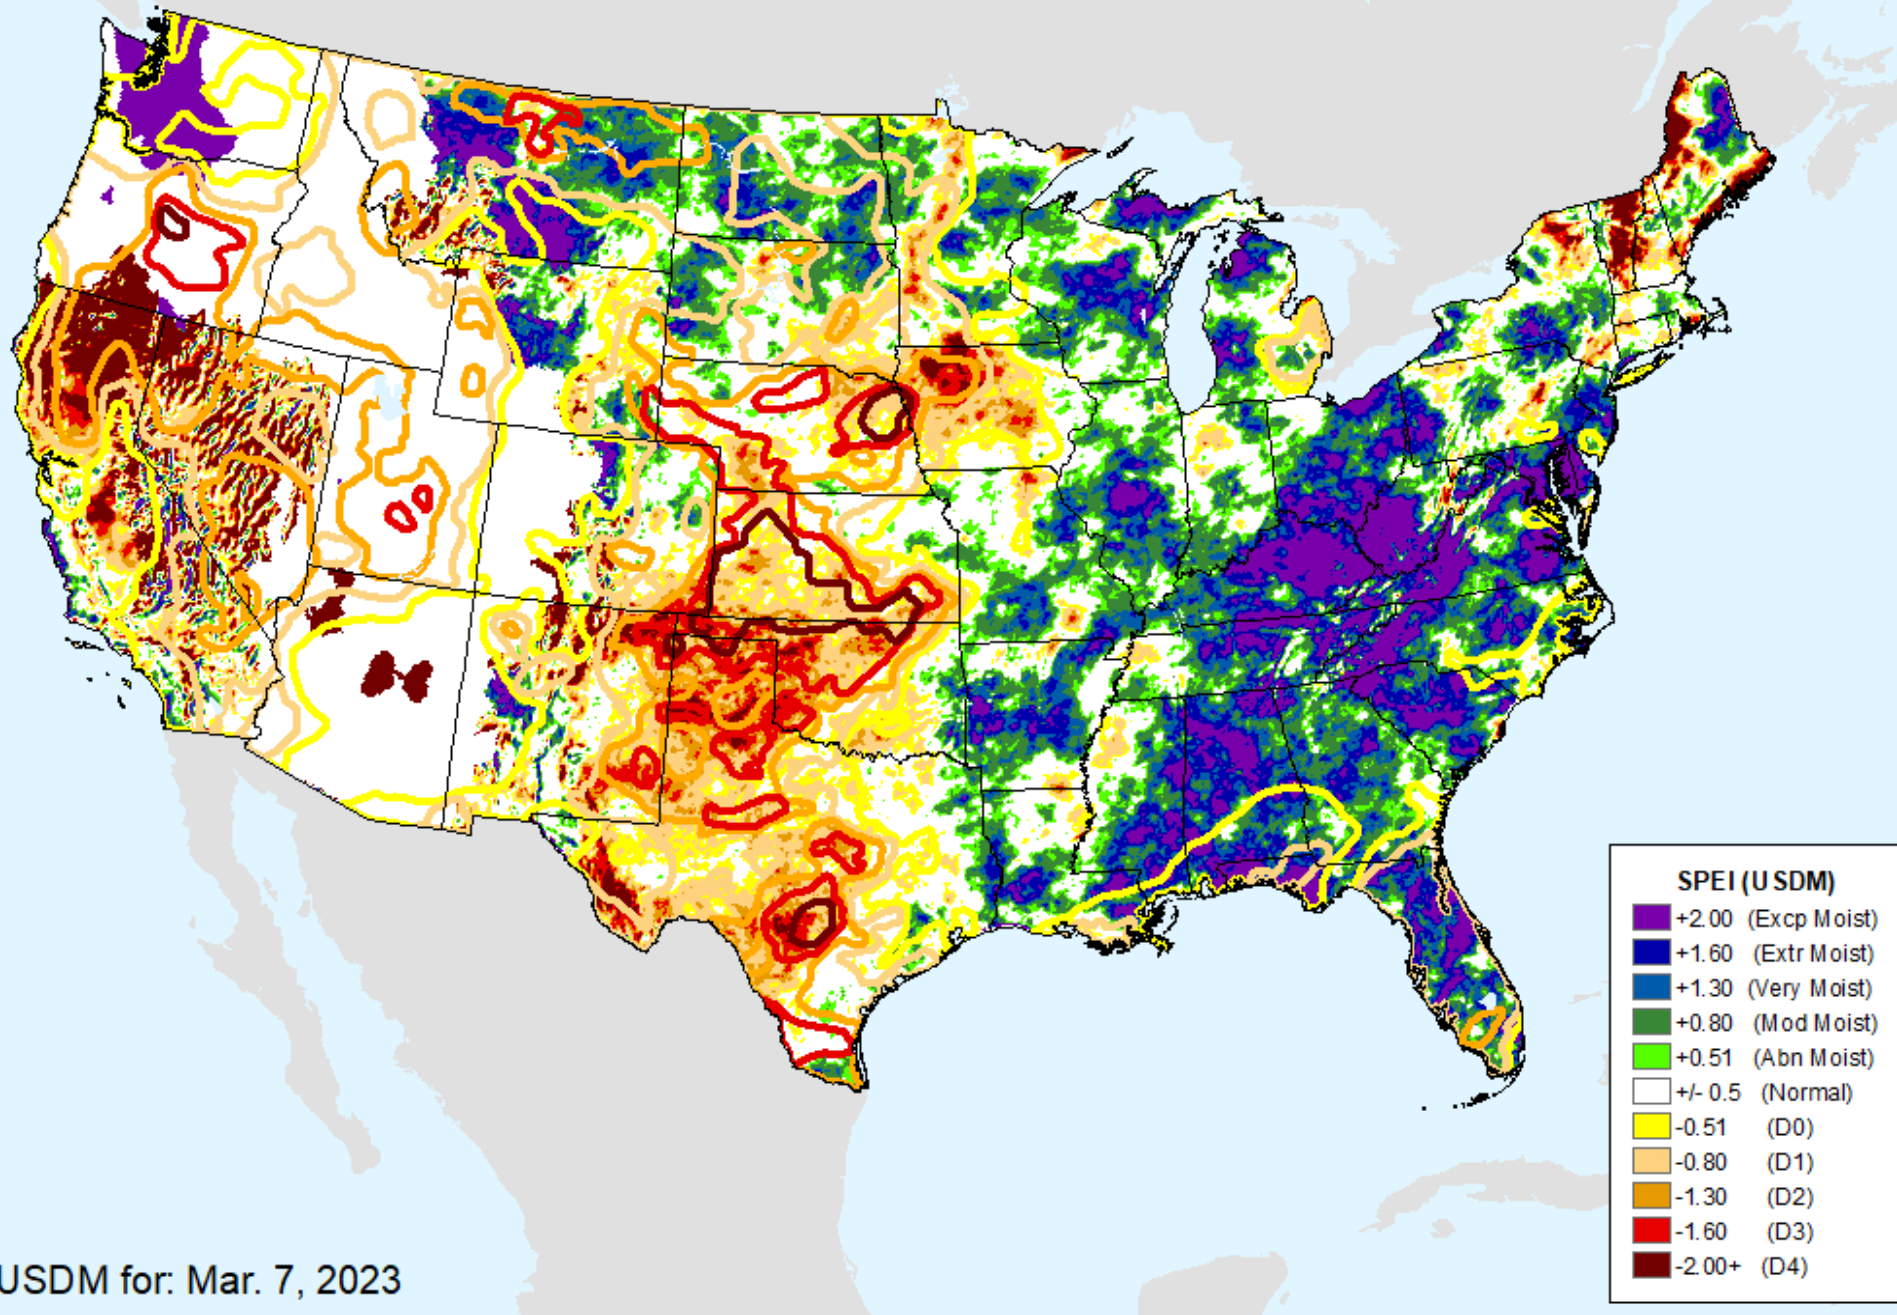 SPEI (USDM)
+2.00 (Excp Moist)
+1.60 (Extr Moist)
+1.30 (Very Moist)
+0.80 (Mod Moist)
+0.51 (Abn Moist)
+/- 0.5 (Normal)
-0.51 (D0)
-0.80 (D1)
-1.30 (D2)
-1.60 (D3)
-2.00+ (D4)
USDM for: Mar. 7, 2023